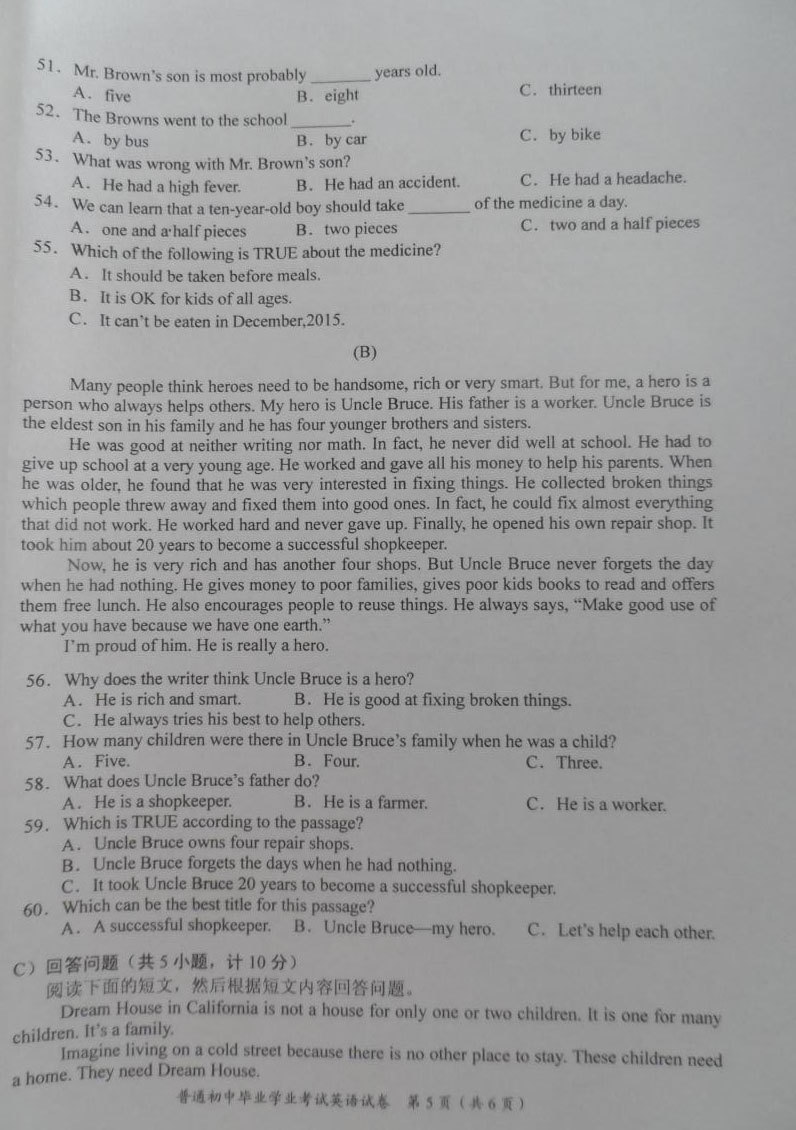 51. Mr. Brown's son is most probably ______ years old.
A. five B. eight C. thirteen
52. The Browns went to the school ______.
A. by bus B. by car C. by bike
53. What was wrong with Mr. Brown's son?
A. He had a high fever. B. He had an accident. C. He had a headache.
54. We can learn that a ten-year-old boy should take ______ of the medicine a day.
A. one and a half pieces B. two pieces C. two and a half pieces
55. Which of the following is TRUE about the medicine?
A. It should be taken before meals.
B. It is OK for kids of all ages.
C. It can't be eaten in December,2015.
(B)
Many people think heroes need to be handsome, rich or very smart. But for me, a hero is a
person who always helps others. My hero is Uncle Bruce. His father is a worker. Uncle Bruce is
the eldest son in his family and he has four younger brothers and sisters.
He was good at neither writing nor math. In fact, he never did well at school. He had to
give up school at a very young age. He worked and gave all his money to help his parents. When
he was older, he found that he was very interested in fixing things. He collected broken things
which people threw away and fixed them into good ones. In fact, he could fix almost everything
that did not work. He worked hard and never gave up. Finally, he opened his own repair shop. It
took him about 20 years to become a successful shopkeeper.
Now, he is very rich and has another four shops. But Uncle Bruce never forgets the day
when he had nothing. He gives money to poor families, gives poor kids books to read and offers
them free lunch. He also encourages people to reuse things. He always says, "Make good use of
what you have because we have one earth."
I'm proud of him. He is really a hero.
56. Why does the writer think Uncle Bruce is a hero?
A. He is rich and smart. B. He is good at fixing broken things.
C. He always tries his best to help others.
57. How many children were there in Uncle Bruce's family when he was a child?
A. Five. B. Four. C. Three.
58. What does Uncle Bruce's father do?
A. He is a shopkeeper. B. He is a farmer. C. He is a worker.
59. Which is TRUE according to the passage?
A. Uncle Bruce owns four repair shops.
B. Uncle Bruce forgets the days when he had nothing.
C. It took Uncle Bruce 20 years to become a successful shopkeeper.
60. Which can be the best title for this passage?
A. A successful shopkeeper. B. Uncle Bruce—my hero. C. Let's help each other.
C）回答问题（共 5 小题，计 10 分）
阅读下面的短文，然后根据短文内容回答问题。
Dream House in California is not a house for only one or two children. It is one for many
children. It's a family.
Imagine living on a cold street because there is no other place to stay. These children need
a home. They need Dream House.
普通初中毕业学业考试英语试卷 第 5 页（共 6 页）